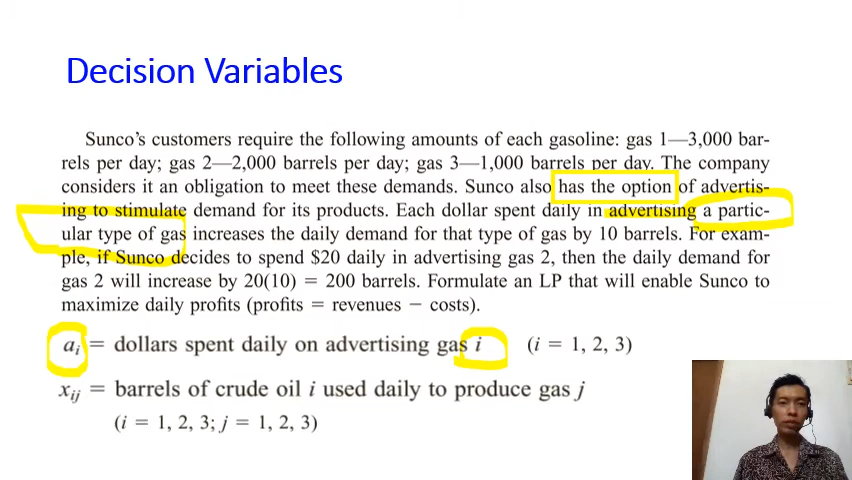 Decision Variables
Sunco's customers require the following amounts of each gasoline: gas 1—3,000 bar-
rels per day; gas 2—2,000 barrels per day; gas 3—1,000 barrels per day. The company
considers it an obligation to meet these demands. Sunco also has the option of advertis-
ing to stimulate demand for its products. Each dollar spent daily in advertising a partic-
ular type of gas increases the daily demand for that type of gas by 10 barrels. For exam-
ple, if Sunco decides to spend $20 daily in advertising gas 2, then the daily demand for
gas 2 will increase by 20(10) = 200 barrels. Formulate an LP that will enable Sunco to
maximize daily profits (profits = revenues − costs).
aᵢ = dollars spent daily on advertising gas i (i = 1, 2, 3)
xᵢⱼ = barrels of crude oil i used daily to produce gas j
(i = 1, 2, 3; j = 1, 2, 3)